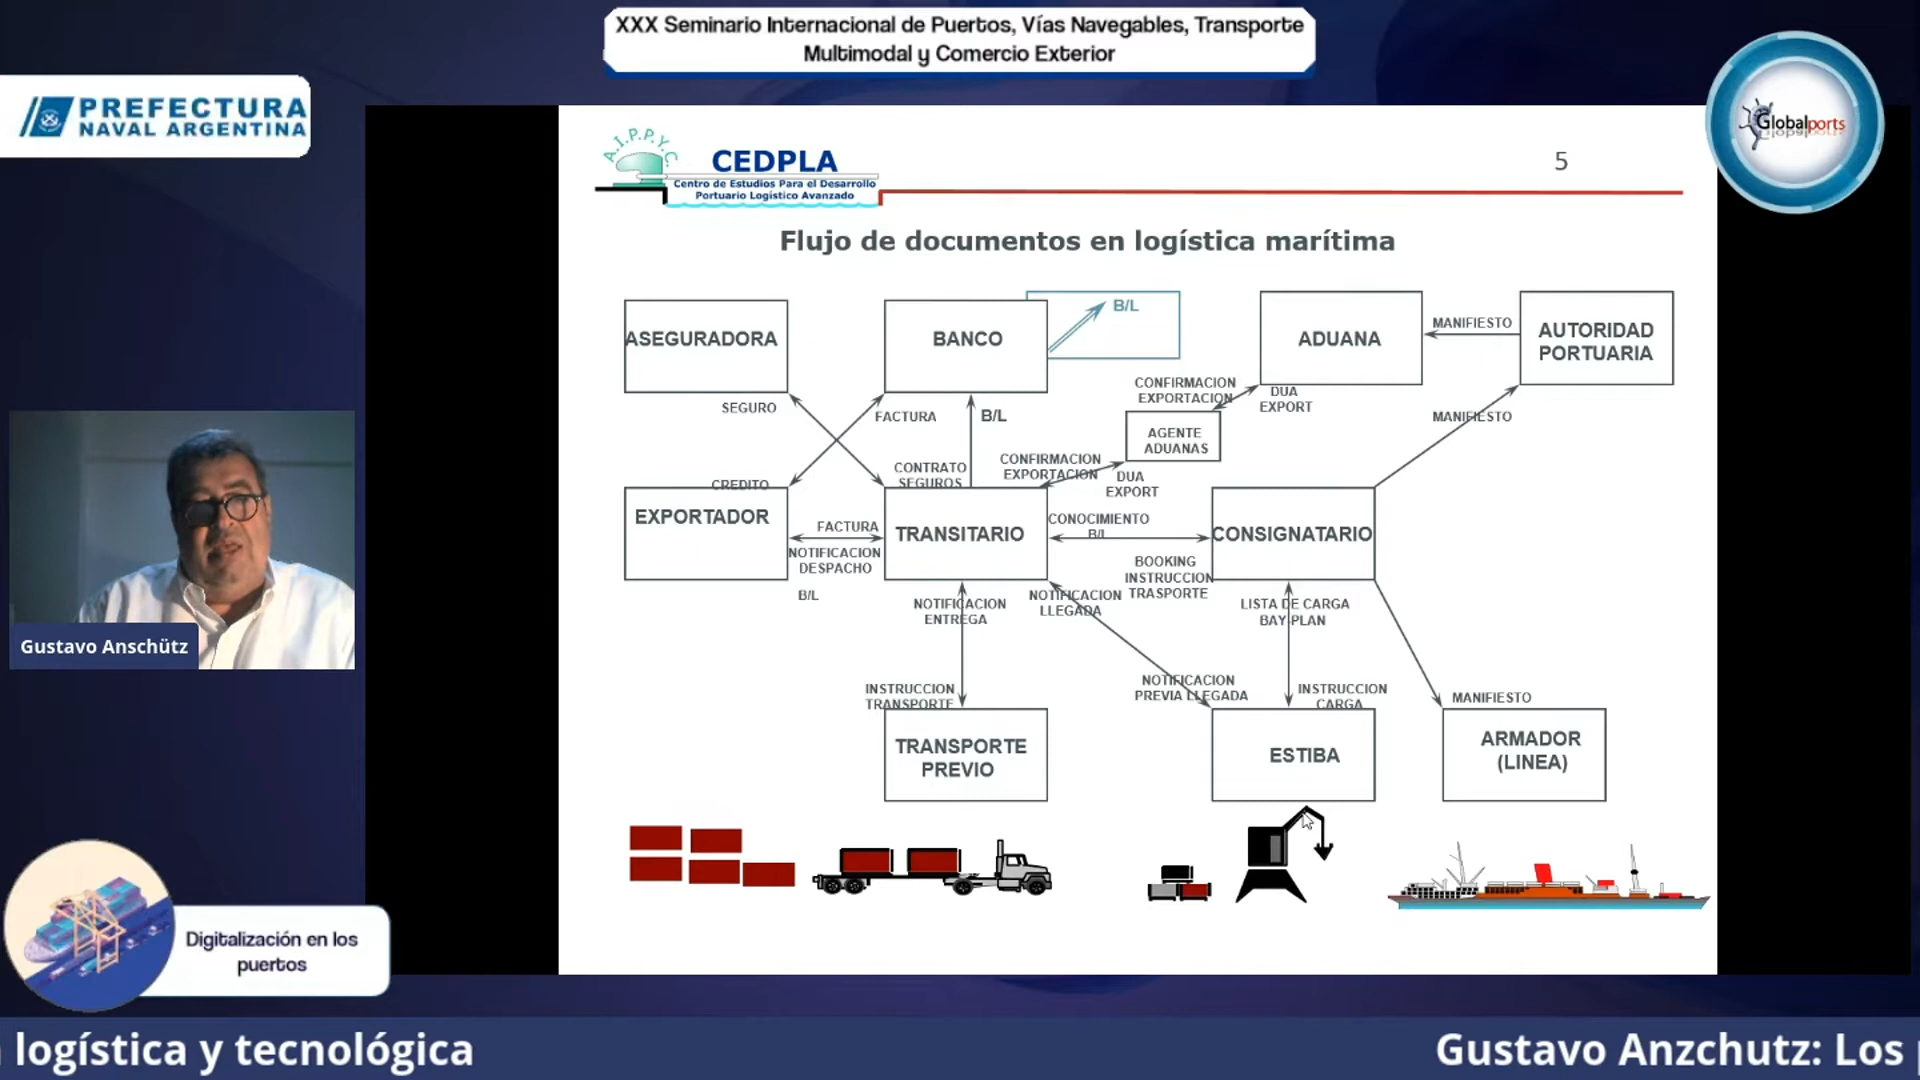 XXX Seminario Internacional de Puertos, Vías Navegables, Transporte
Multimodal y Comercio Exterior
PREFECTURA
NAVAL ARGENTINA
Globalports
A.I.P.P.Y.C.
CEDPLA
Centro de Estudios Para el Desarrollo
Portuario Logístico Avanzado
5
Flujo de documentos en logística marítima
ASEGURADORA
BANCO
B/L
ADUANA
MANIFIESTO
AUTORIDAD
PORTUARIA
CONFIRMACION
EXPORTACION
DUA
EXPORT
SEGURO
FACTURA
B/L
AGENTE
ADUANAS
MANIFIESTO
CREDITO
CONTRATO
SEGUROS
CONFIRMACION
EXPORTACION
DUA
EXPORT
EXPORTADOR
FACTURA
NOTIFICACION
DESPACHO
B/L
TRANSITARIO
CONOCIMIENTO
B/L
BOOKING
INSTRUCCION
TRASPORTE
CONSIGNATARIO
NOTIFICACION
ENTREGA
NOTIFICACION
LLEGADA
LISTA DE CARGA
BAY-PLAN
INSTRUCCION
TRANSPORTE
NOTIFICACION
PREVIA LLEGADA
INSTRUCCION
CARGA
MANIFIESTO
TRANSPORTE
PREVIO
ESTIBA
ARMADOR
(LINEA)
Gustavo Anschütz
Digitalización en los
puertos
logística y tecnológica
Gustavo Anzchutz: Los